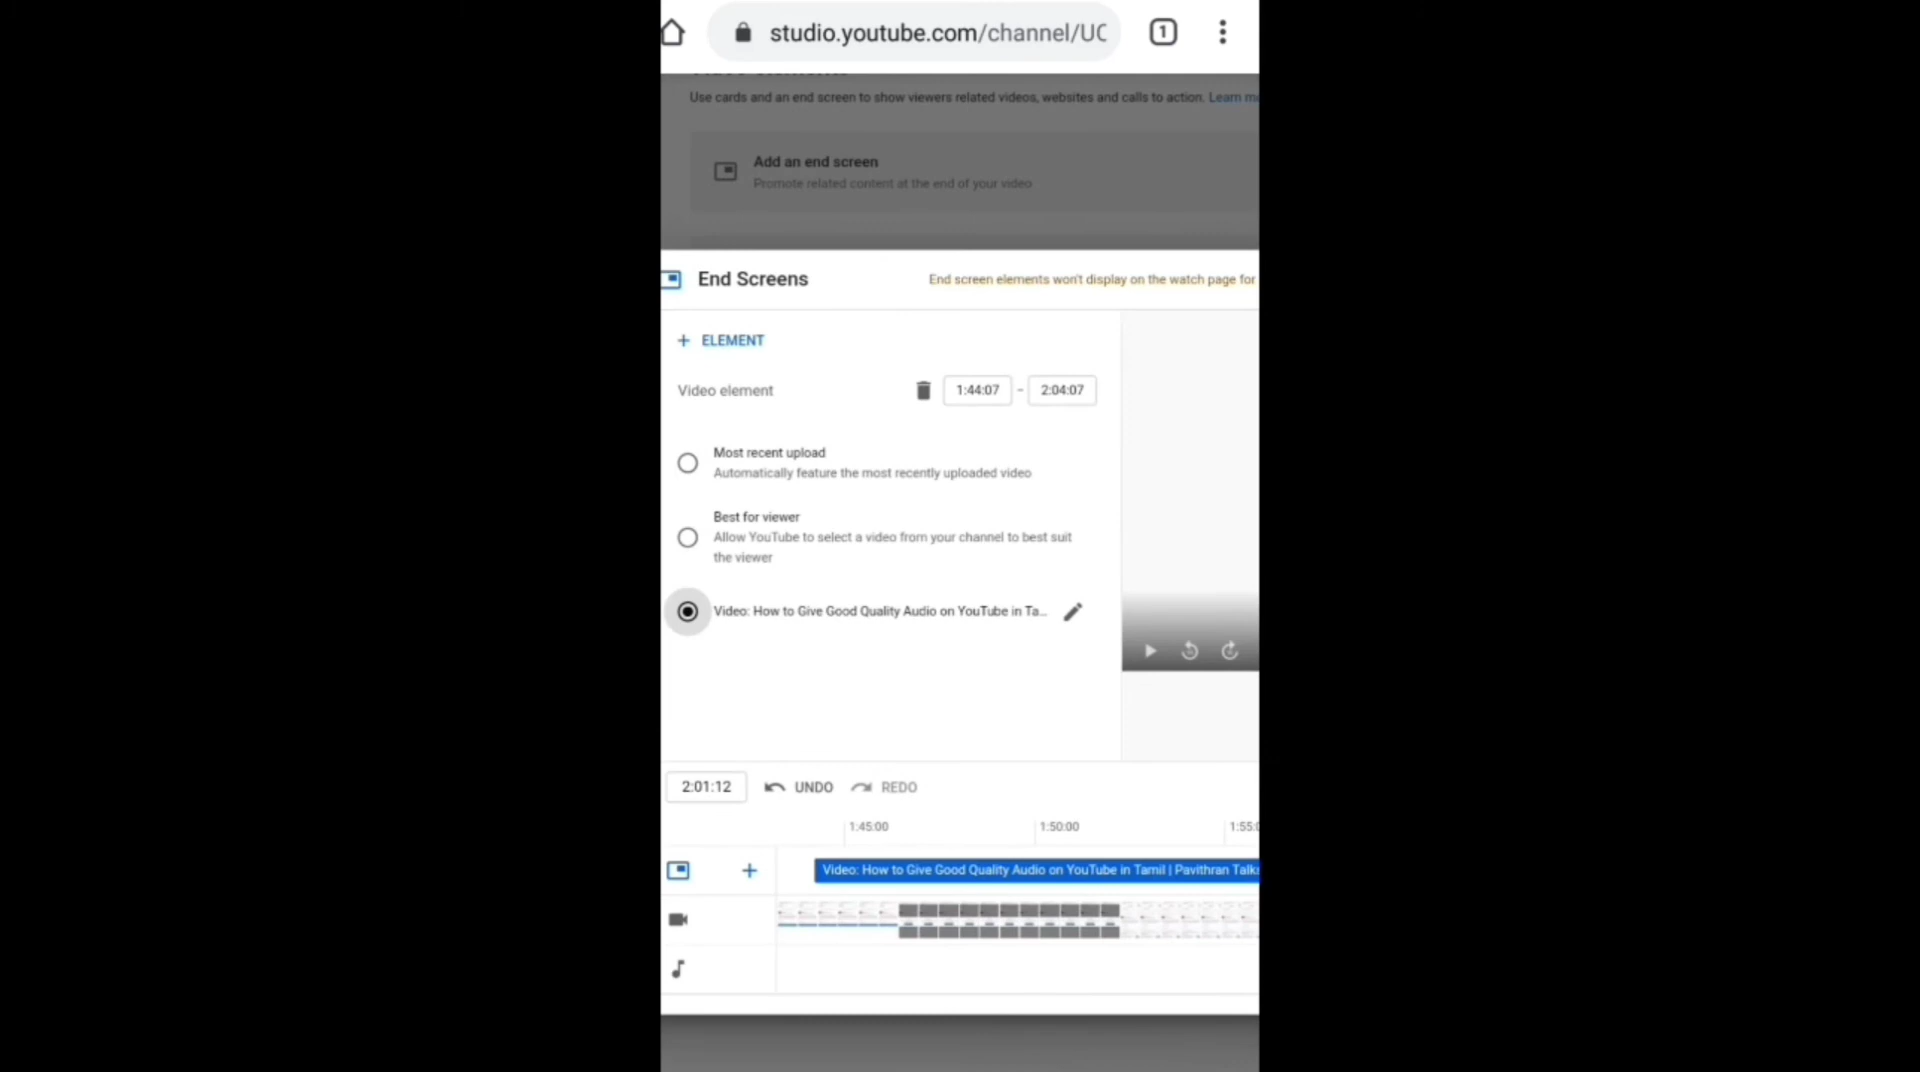 studio.youtube.com/channel/UC
1
Use cards and an end screen to show viewers related videos, websites and calls to action. Learn
Add an end screen
Promote related content at the end of your video
End Screens
End screen elements won't display on the watch page for
+ ELEMENT
Video element
1:44:07 - 2:04:07
Most recent upload
Automatically feature the most recently uploaded video
Best for viewer
Allow YouTube to select a video from your channel to best suit
the viewer
Video: How to Give Good Quality Audio on YouTube in Ta...
2:01:12
UNDO
REDO
1:45:00
1:50:00
1:55:
Video: How to Give Good Quality Audio on YouTube in Tamil | Pavithran Talks